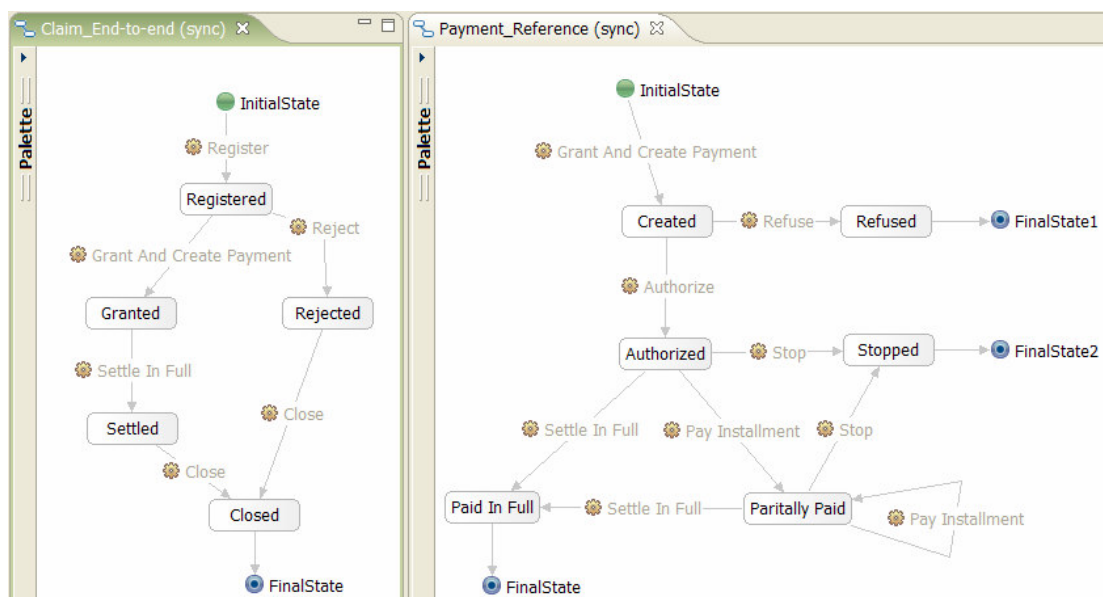 Claim_End-to-end (sync)
Palette
InitialState
Register
Registered
Reject
Grant And Create Payment
Granted
Rejected
Settle In Full
Close
Settled
Close
Closed
FinalState
Payment_Reference (sync)
Palette
InitialState
Grant And Create Payment
Created
Refuse
Refused
FinalState1
Authorize
Authorized
Stop
Stopped
FinalState2
Settle In Full
Pay Installment
Stop
Paid In Full
Settle In Full
Paritally Paid
Pay Installment
FinalState